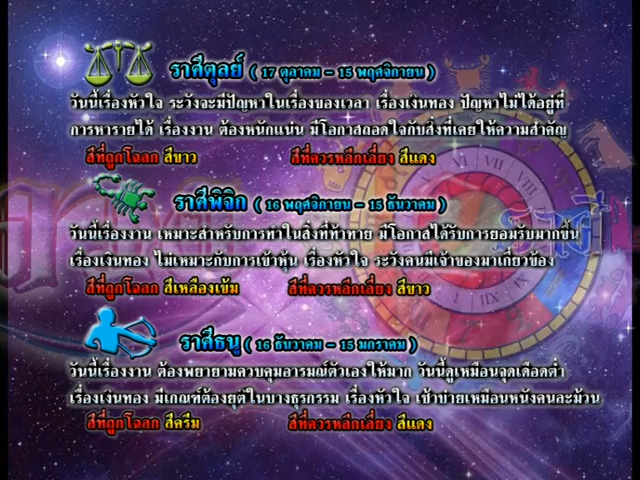 ราศีตุลย์ ( 17 ตุลาคม - 15 พฤศจิกายน )
วันนี้เรื่องหัวใจ ระวังจะมีปัญหาในเรื่องของเวลา เรื่องเงินทอง ปัญหาไม่ได้อยู่ที่
การหารายได้ เรื่องงาน ต้องหนักแน่น มีโอกาสถอดใจกับสิ่งที่เคยให้ความสำคัญ
สีที่ถูกโฉลก สีขาว สีที่ควรหลีกเลี่ยง สีแดง
ราศีพิจิก ( 16 พฤศจิกายน - 15 ธันวาคม )
วันนี้เรื่องงาน เหมาะสำหรับการทำในสิ่งที่ท้าทาย มีโอกาสได้รับการยอมรับมากขึ้น
เรื่องเงินทอง ไม่เหมาะกับการเข้าหุ้น เรื่องหัวใจ ระวังคนมีเจ้าของมาเกี่ยวข้อง
สีที่ถูกโฉลก สีเหลืองเข้ม สีที่ควรหลีกเลี่ยง สีขาว
ราศีธนู ( 16 ธันวาคม - 15 มกราคม )
วันนี้เรื่องงาน ต้องพยายามควบคุมอารมณ์ตัวเองให้มาก วันนี้ดูเหมือนจุดเดือดต่ำ
เรื่องเงินทอง มีเกณฑ์ต้องยุติในบางธุรกรรม เรื่องหัวใจ เช้าบ่ายเหมือนหนังคนละม้วน
สีที่ถูกโฉลก สีครีม สีที่ควรหลีกเลี่ยง สีแดง